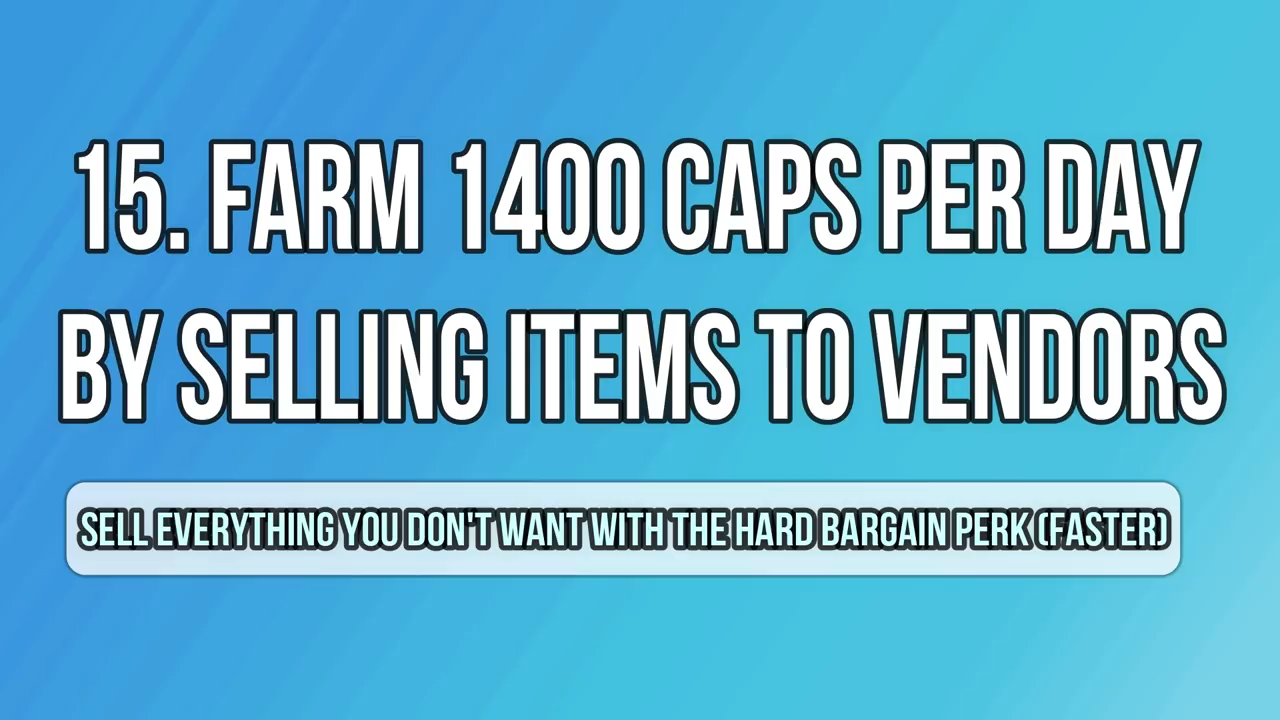 15. FARM 1400 CAPS PER DAY
BY SELLING ITEMS TO VENDORS
SELL EVERYTHING YOU DON'T WANT WITH THE HARD BARGAIN PERK (FASTER)